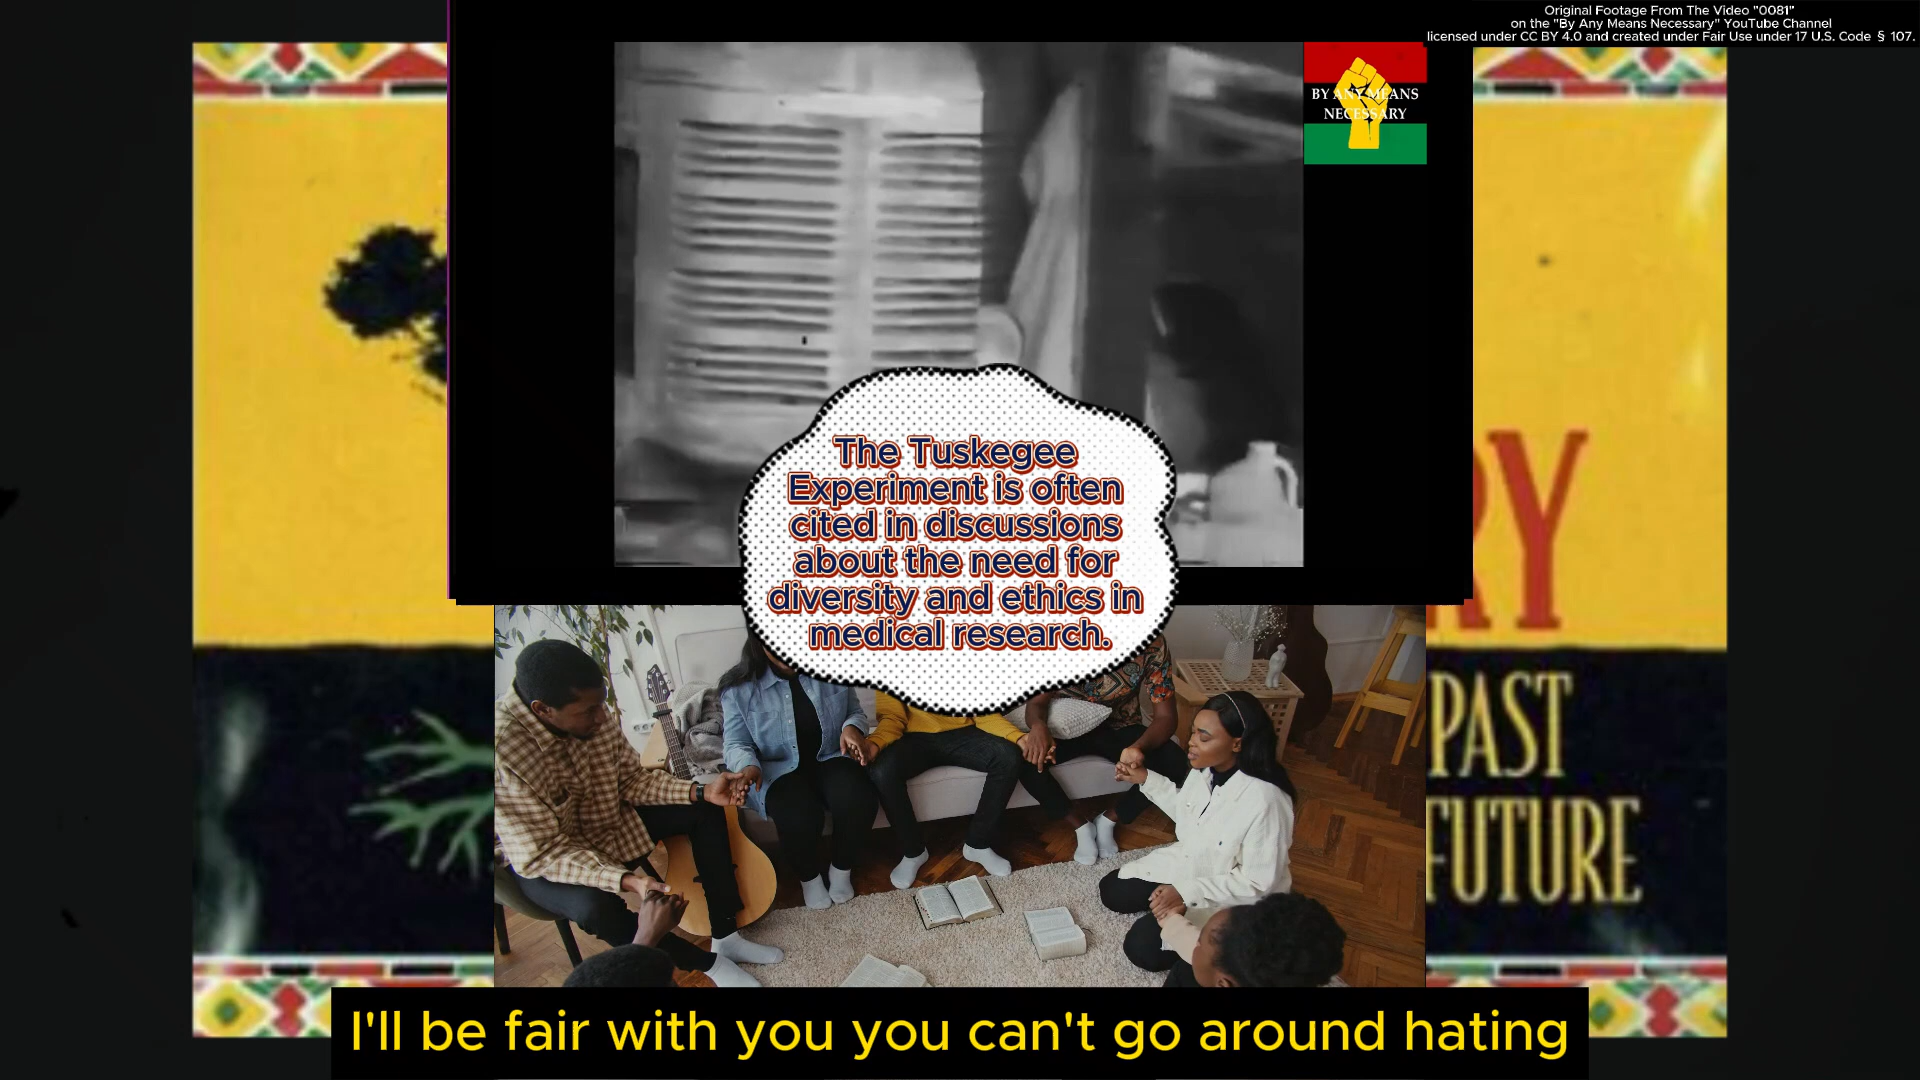 Original Footage From The Video "0081"
on the "By Any Means Necessary" YouTube Channel
licensed under CC BY 4.0 and created under Fair Use under 17 U.S. Code § 107.
BY ANY MEANS
NECESSARY
The Tuskegee
Experiment is often
cited in discussions
about the need for
diversity and ethics in
medical research.
RY
PAST
FUTURE
I'll be fair with you you can't go around hating